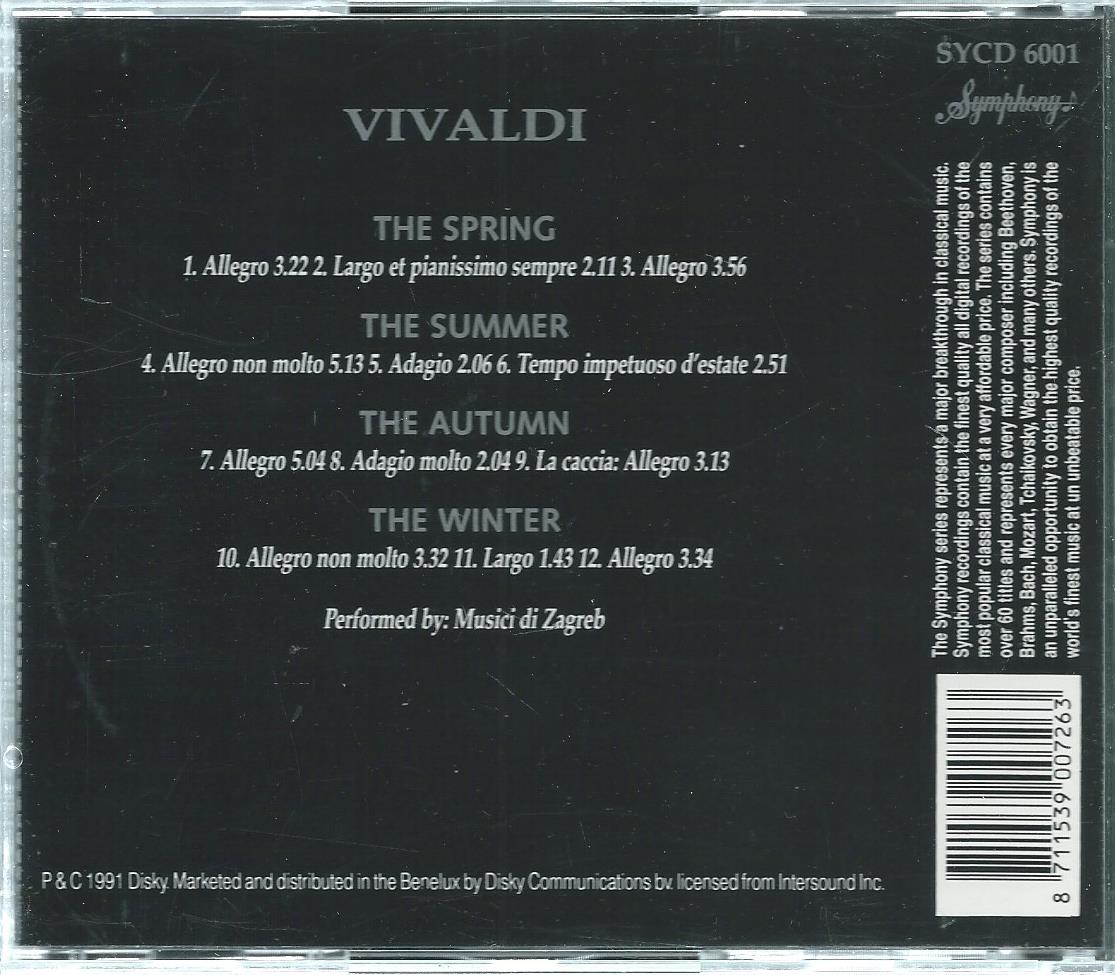 SYCD 6001
Symphony
VIVALDI
THE SPRING
1. Allegro 3.22 2. Largo et pianissimo sempre 2.11 3. Allegro 3.56
THE SUMMER
4. Allegro non molto 5.13 5. Adagio 2.06 6. Tempo impetuoso d'estate 2.51
THE AUTUMN
7. Allegro 5.04 8. Adagio molto 2.04 9. La caccia: Allegro 3.13
THE WINTER
10. Allegro non molto 3.32 11. Largo 1.43 12. Allegro 3.34
Performed by: Musici di Zagreb
P & C 1991 Disky. Marketed and distributed in the Benelux by Disky Communications bv. licensed from Intersound Inc.
The Symphony series represents a major breakthrough in classical music.
Symphony recordings contain the finest quality all digital recordings of the
most popular classical music at a very affordable price. The series contains
over 60 titles and represents every major composer including Beethoven,
Brahms, Bach, Mozart, Tchaikovsky, Wagner, and many others. Symphony is
an unparalleled opportunity to obtain the highest quality recordings of the
world's finest music at un unbeatable price.
8 711539 007263